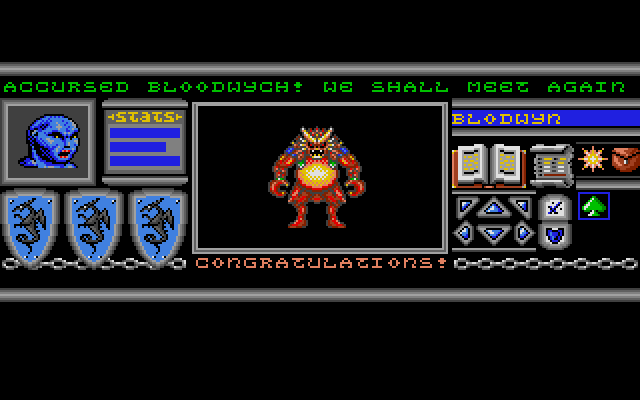 ACCURSED BLOODWYCH! WE SHALL MEET AGAIN
STATS
BLODWYN
CONGRATULATIONS!